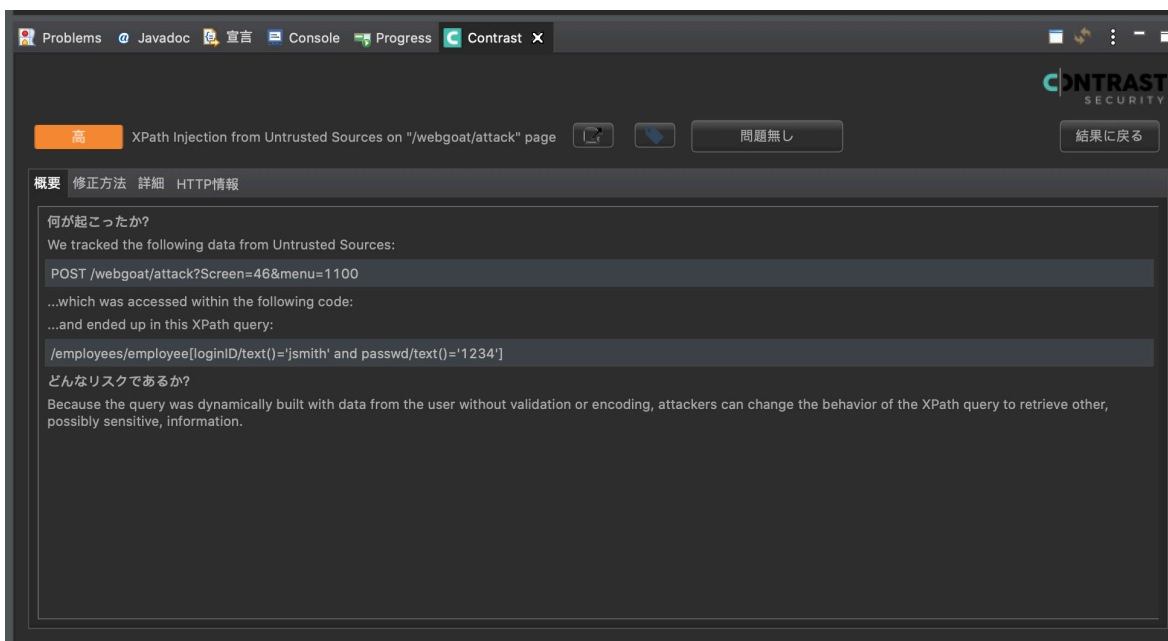 Problems Javadoc 宣言 Console Progress Contrast
CONTRAST
SECURITY
高 XPath Injection from Untrusted Sources on "/webgoat/attack" page 問題無し 結果に戻る
概要 修正方法 詳細 HTTP情報
何が起こったか?
We tracked the following data from Untrusted Sources:
POST /webgoat/attack?Screen=46&menu=1100
...which was accessed within the following code:
...and ended up in this XPath query:
/employees/employee[loginID/text()='jsmith' and passwd/text()='1234']
どんなリスクであるか?
Because the query was dynamically built with data from the user without validation or encoding, attackers can change the behavior of the XPath query to retrieve other,
possibly sensitive, information.